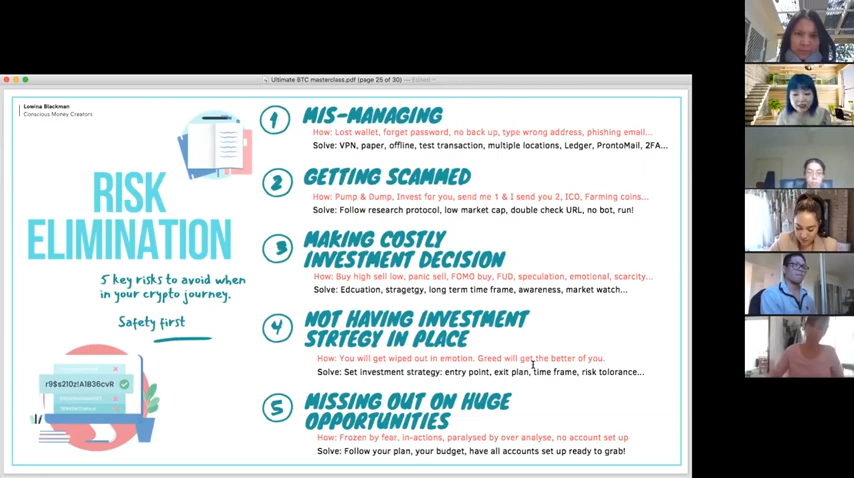 Ultimate BTC masterclass.pdf (page 25 of 30) — Edited
Lowina Blackman
Conscious Money Creators
RISK
ELIMINATION
5 key risks to avoid when
in your crypto journey.
Safety first
r9$s210z!A1B36cvR
1 MIS-MANAGING
How: Lost wallet, forget password, no back up, type wrong address, phishing email...
Solve: VPN, paper, offline, test transaction, multiple locations, Ledger, ProntoMail, 2FA...
2 GETTING SCAMMED
How: Pump & Dump, Invest for you, send me 1 & I send you 2, ICO, Farming coins...
Solve: Follow research protocol, low market cap, double check URL, no bot, run!
3 MAKING COSTLY
INVESTMENT DECISION
How: Buy high sell low, panic sell, FOMO buy, FUD, speculation, emotional, scarcity...
Solve: Edcuation, stragetgy, long term time frame, awareness, market watch...
4 NOT HAVING INVESTMENT
STRTEGY IN PLACE
How: You will get wiped out in emotion. Greed will get the better of you.
Solve: Set investment strategy: entry point, exit plan, time frame, risk tolorance...
5 MISSING OUT ON HUGE
OPPORTUNITIES
How: Frozen by fear, in-actions, paralysed by over analyse, no account set up
Solve: Follow your plan, your budget, have all accounts set up ready to grab!